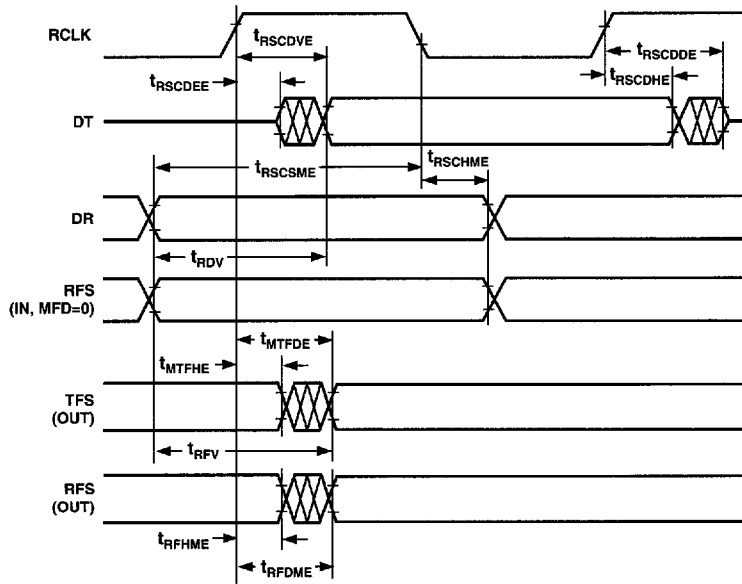 RCLK
tRSCDVE
tRSCDDE
tRSCDEE
tRSCDHE
DT
tRSCSME
tRSCHME
DR
tRDV
RFS
(IN, MFD=0)
tMTFDE
tMTFHE
TFS
(OUT)
tRFV
RFS
(OUT)
tRFHME
tRFDME